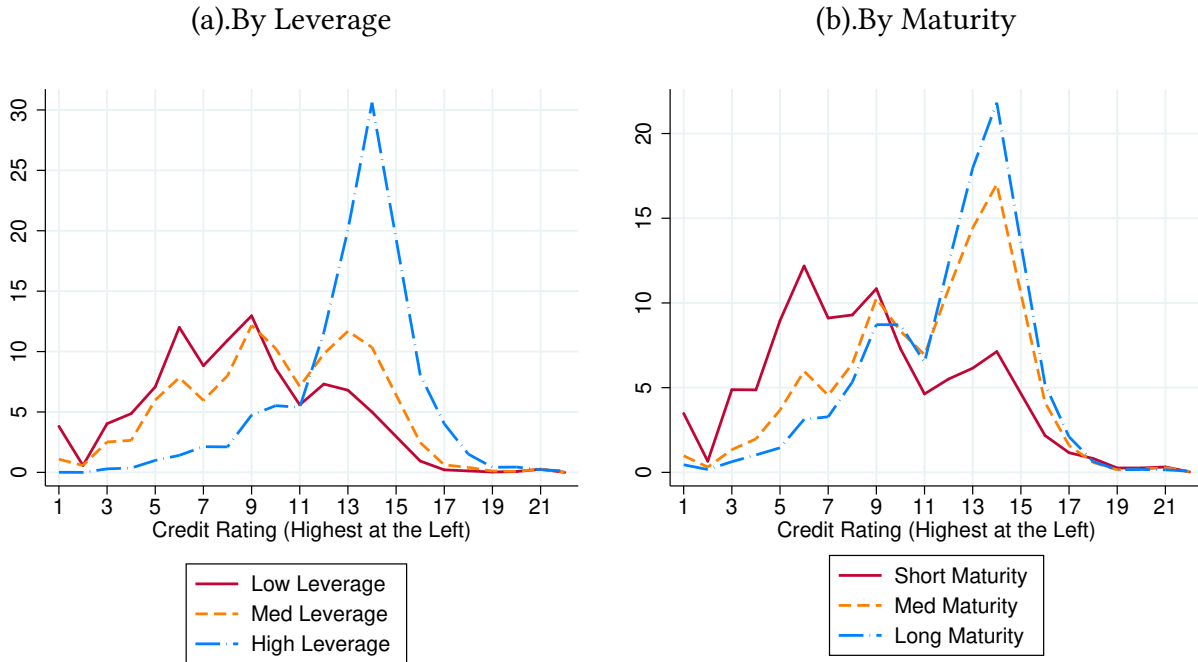 (a).By Leverage
30
25
20
15
10
5
0
1 3 5 7 9 11 13 15 17 19 21
Credit Rating (Highest at the Left)
Low Leverage
Med Leverage
High Leverage
(b).By Maturity
20
15
10
5
0
1 3 5 7 9 11 13 15 17 19 21
Credit Rating (Highest at the Left)
Short Maturity
Med Maturity
Long Maturity